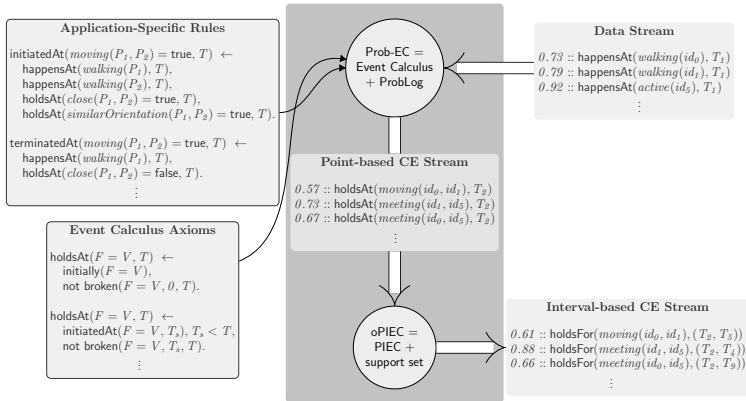 Application-Specific Rules
initiatedAt(moving(P1, P2) = true, T) ←
happensAt(walking(P1), T),
happensAt(walking(P2), T),
holdsAt(close(P1, P2) = true, T),
holdsAt(similarOrientation(P1, P2) = true, T).
terminatedAt(moving(P1, P2) = true, T) ←
happensAt(walking(P1), T),
holdsAt(close(P1, P2) = false, T).
⋮
Event Calculus Axioms
holdsAt(F = V, T) ←
initially(F = V),
not broken(F = V, 0, T).
holdsAt(F = V, T) ←
initiatedAt(F = V, Ts), Ts < T,
not broken(F = V, Ts, T).
⋮
Prob-EC =
Event Calculus
+ ProbLog
Data Stream
0.73 :: happensAt(walking(id0), T1)
0.79 :: happensAt(walking(id1), T1)
0.92 :: happensAt(active(id5), T1)
⋮
Point-based CE Stream
0.57 :: holdsAt(moving(id0, id1), T2)
0.73 :: holdsAt(meeting(id1, id5), T2)
0.67 :: holdsAt(meeting(id0, id5), T2)
⋮
oPIEC =
PIEC +
support set
Interval-based CE Stream
0.61 :: holdsFor(moving(id0, id1), (T2, T5))
0.88 :: holdsFor(meeting(id1, id5), (T2, T4))
0.66 :: holdsFor(meeting(id0, id5), (T2, T9))
⋮